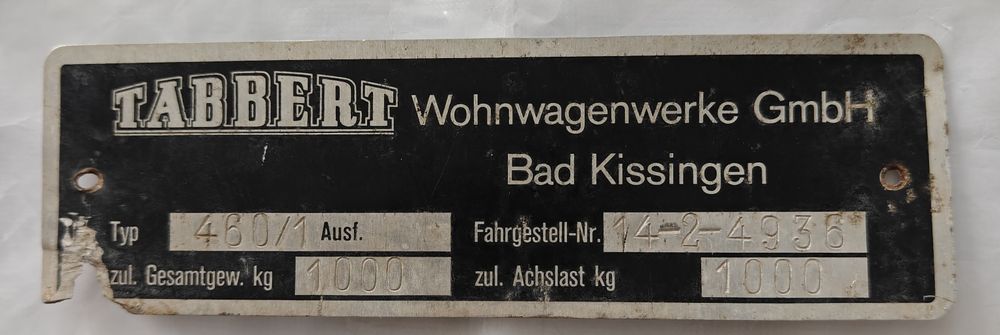 TABBERT Wohnwagenwerke GmbH
Bad Kissingen
Typ 460/1 Ausf. Fahrgestell-Nr. 14-2-4936
zul. Gesamtgew. kg 1000 zul. Achslast kg 1000